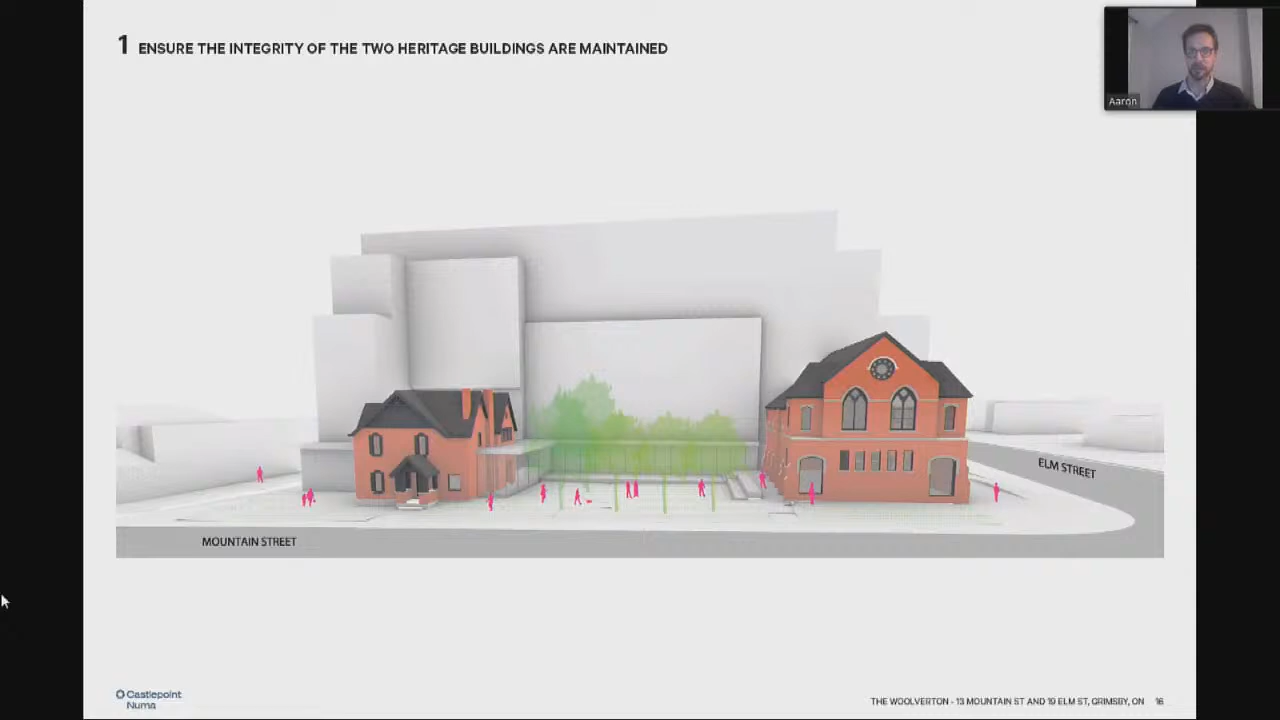 1 ENSURE THE INTEGRITY OF THE TWO HERITAGE BUILDINGS ARE MAINTAINED
Aaron
ELM STREET
MOUNTAIN STREET
Castlepoint
Numa
THE WOOLVERTON - 13 MOUNTAIN ST AND 19 ELM ST, GRIMSBY, ON 16